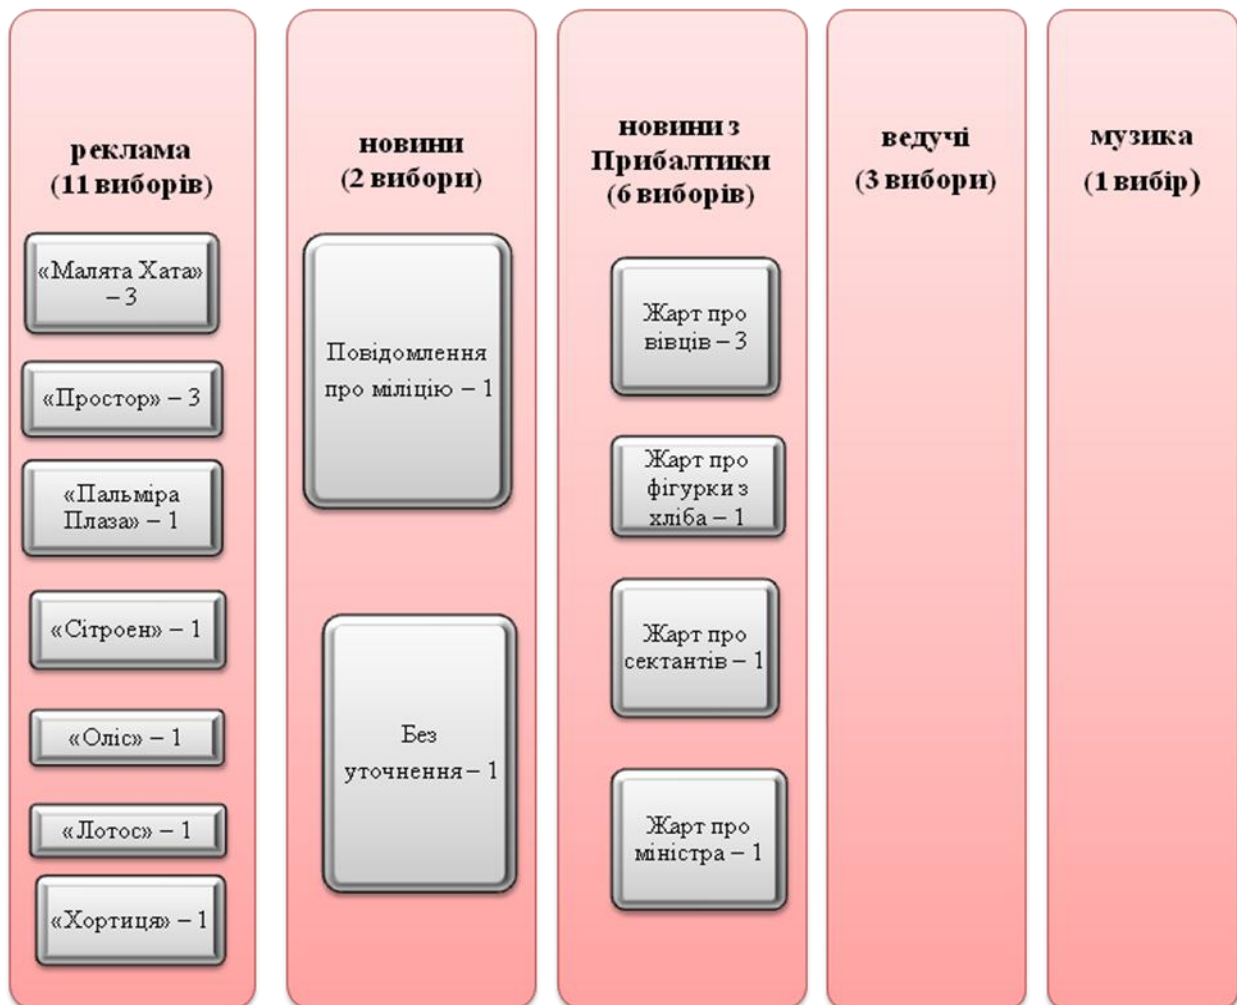 реклама
(11 виборів)
«Малята Хата»
– 3
«Простор» – 3
«Пальміра
Плаза» – 1
«Сітроен» – 1
«Оліс» – 1
«Лотос» – 1
«Хортиця» – 1
новини
(2 вибори)
Повідомлення
про міліцію – 1
Без
уточнення – 1
новини з
Прибалтики
(6 виборів)
Жарт про
вівців – 3
Жарт про
фігурки з
хліба – 1
Жарт про
сектантів – 1
Жарт про
міністра – 1
ведучі
(3 вибори)
музика
(1 вибір)